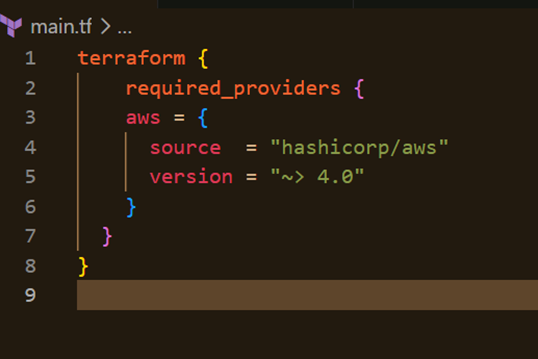 main.tf > ...
1 terraform {
2     required_providers {
3     aws = {
4       source  = "hashicorp/aws"
5       version = "~> 4.0"
6     }
7   }
8 }
9